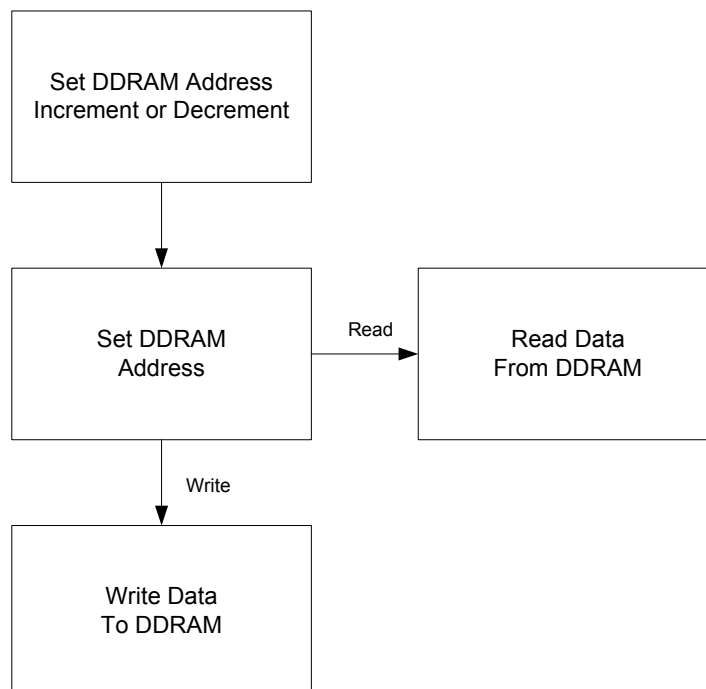 Set DDRAM Address
Increment or Decrement
Set DDRAM
Address
Read
Read Data
From DDRAM
Write
Write Data
To DDRAM